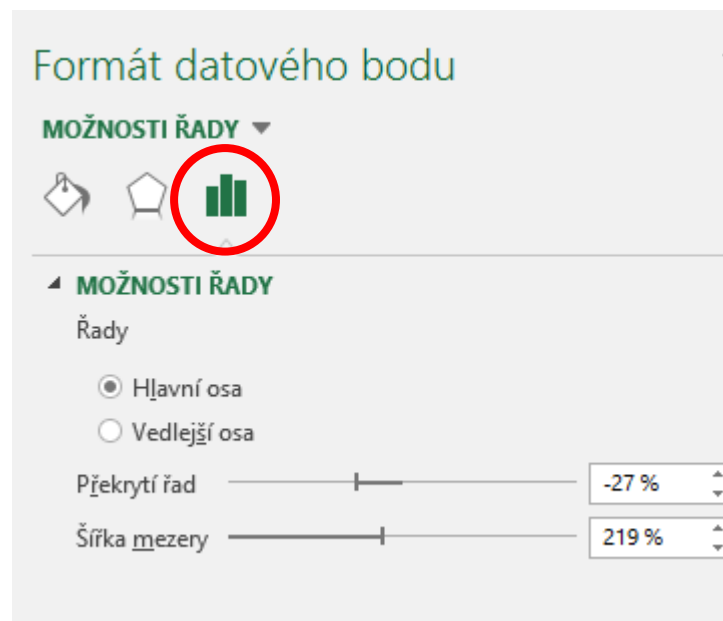 Formát datového bodu
MOŽNOSTI ŘADY
MOŽNOSTI ŘADY
Řady
Hlavní osa
Vedlejší osa
Překrytí řad -27 %
Šířka mezery 219 %